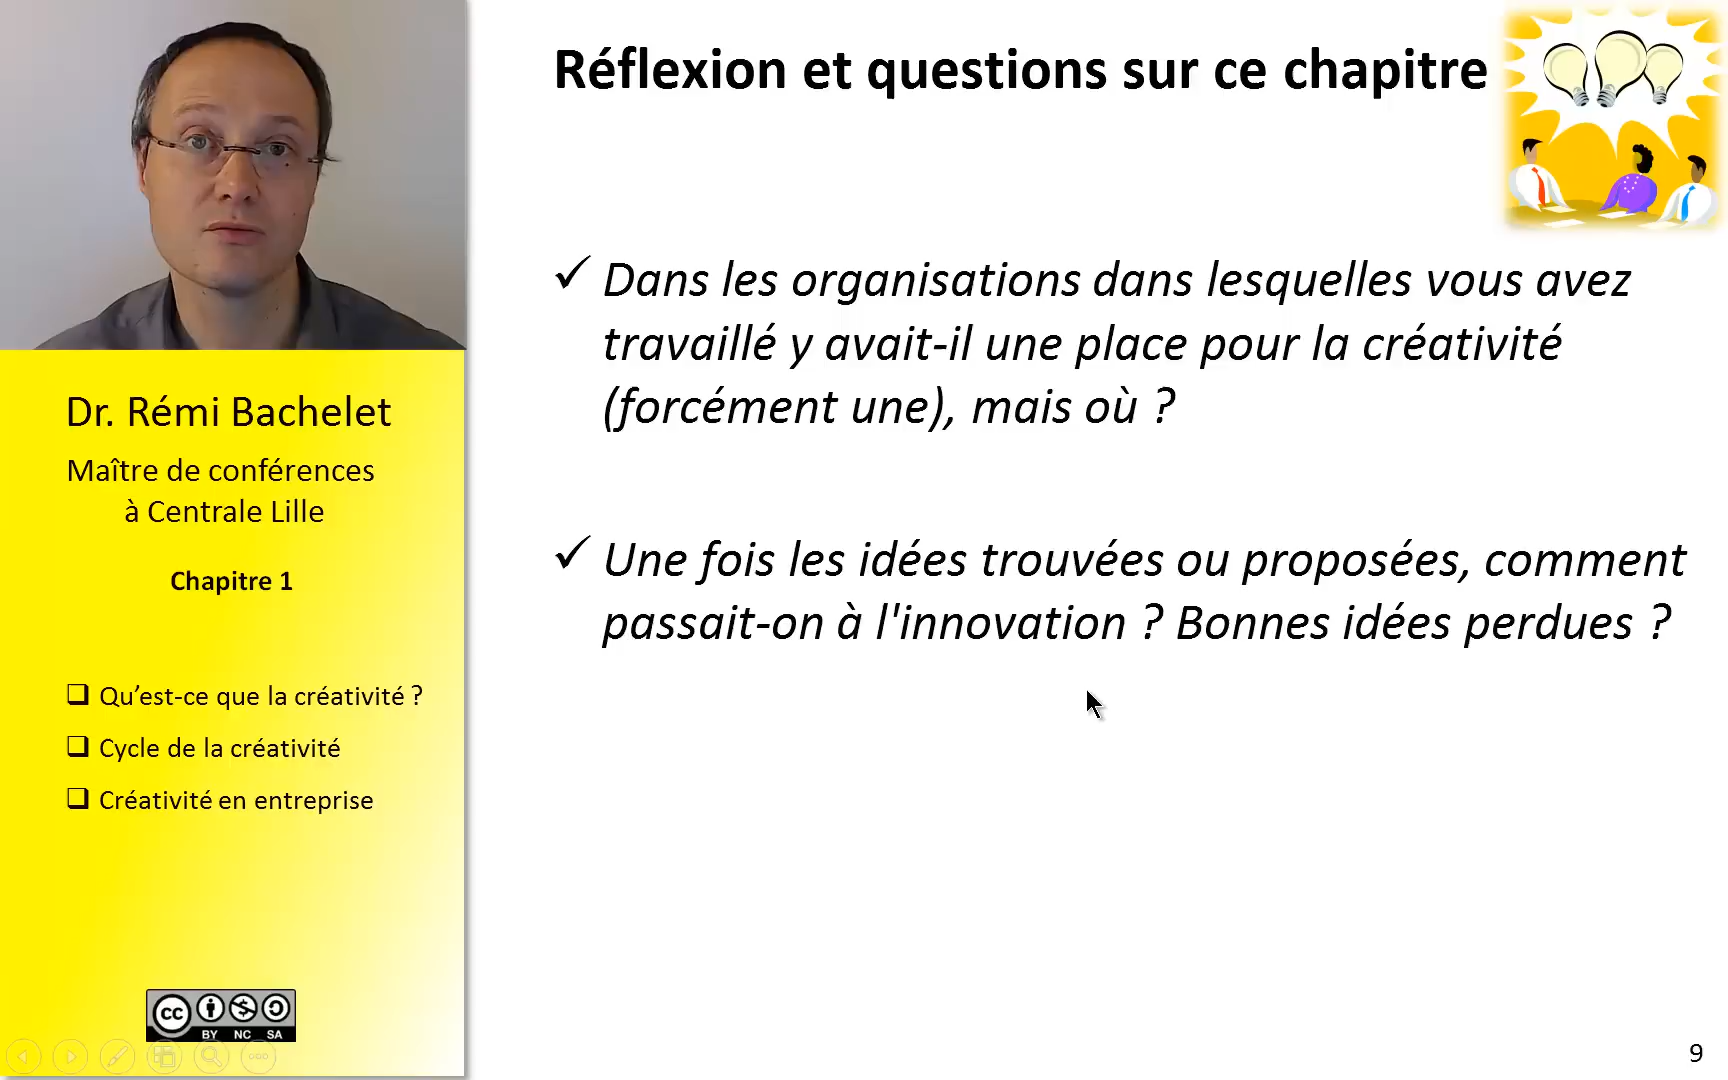 Réflexion et questions sur ce chapitre
Dans les organisations dans lesquelles vous avez
travaillé y avait-il une place pour la créativité
(forcément une), mais où ?
Une fois les idées trouvées ou proposées, comment
passait-on à l'innovation ? Bonnes idées perdues ?
Dr. Rémi Bachelet
Maître de conférences
à Centrale Lille
Chapitre 1
Qu’est-ce que la créativité ?
Cycle de la créativité
Créativité en entreprise
cc
BY NC SA
9